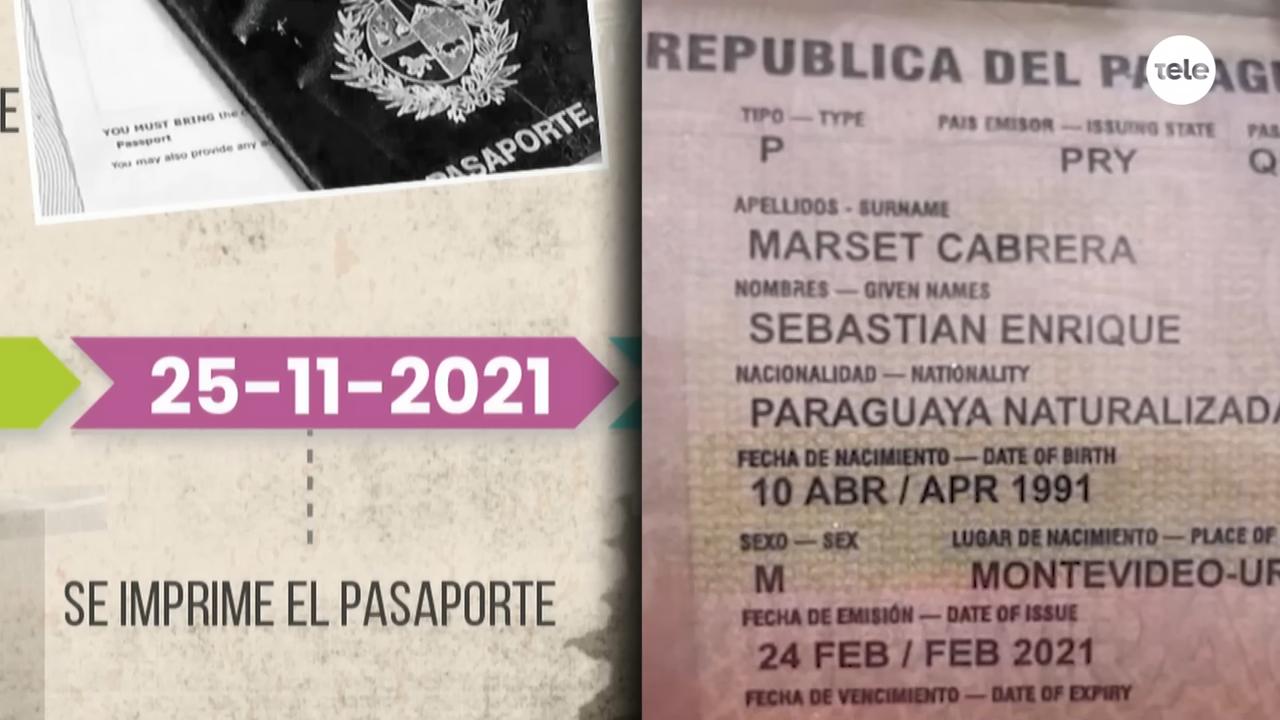 E
YOU MUST BRING the
Passport
You may also provide any
PASAPORTE
25-11-2021
SE IMPRIME EL PASAPORTE
tele
REPUBLICA DEL PA AG
TIPO — TYPE
PAIS EMISOR — ISSUING STATE
PAS
P
PRY
Q
APELLIDOS - SURNAME
MARSET CABRERA
NOMBRES — GIVEN NAMES
SEBASTIAN ENRIQUE
NACIONALIDAD — NATIONALITY
PARAGUAYA NATURALIZADA
FECHA DE NACIMIENTO — DATE OF BIRTH
10 ABR / APR 1991
SEXO — SEX
LUGAR DE NACIMIENTO — PLACE OF
M
MONTEVIDEO-UR
FECHA DE EMISIÓN — DATE OF ISSUE
24 FEB / FEB 2021
FECHA DE VENCIMIENTO — DATE OF EXPIRY